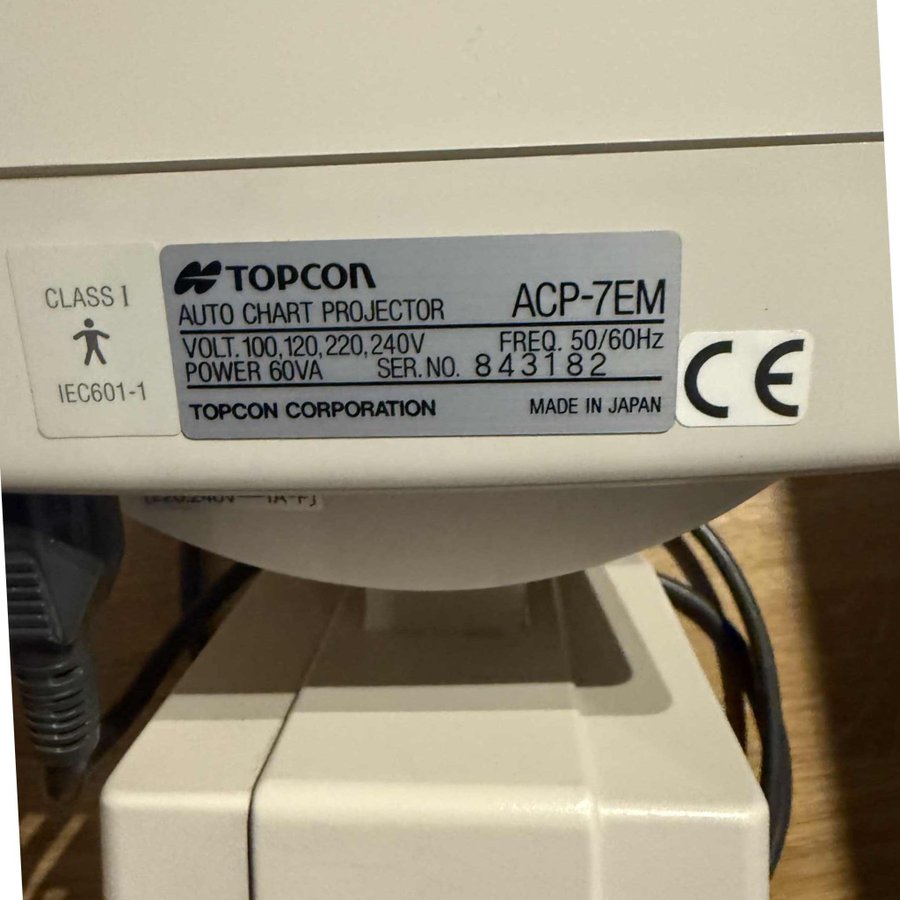 CLASS I
IEC601-1
TOPCON
AUTO CHART PROJECTOR ACP-7EM
VOLT. 100, 120, 220, 240V FREQ. 50/60Hz
POWER 60VA SER. NO. 843182
TOPCON CORPORATION MADE IN JAPAN
CE